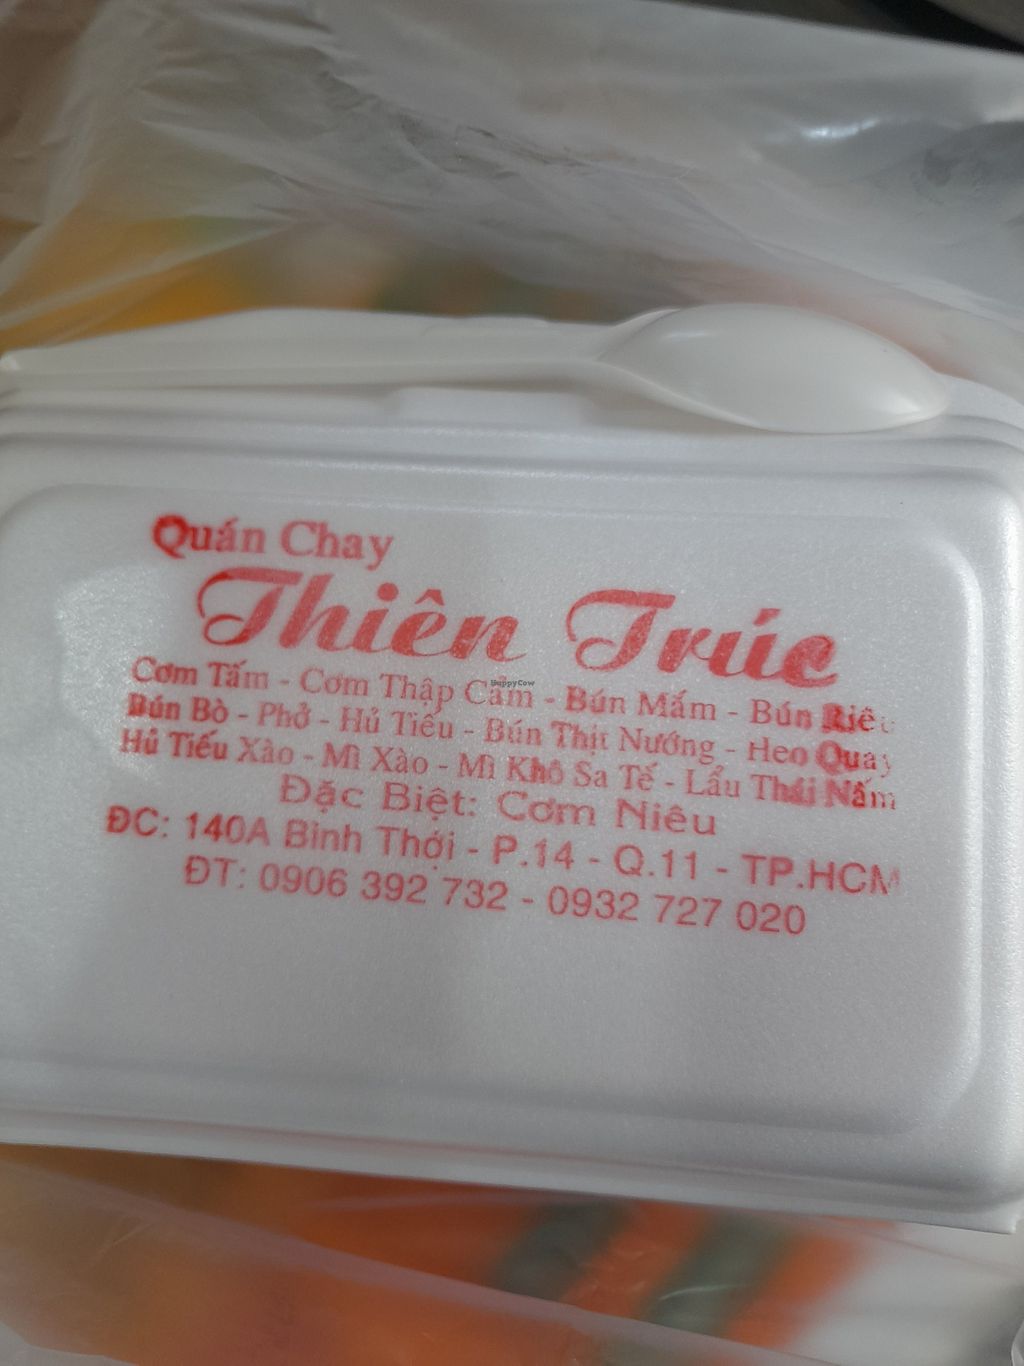 Quán Chay
Thiên Trúc
Cơm Tấm - Cơm Thập Cẩm - Bún Mắm - Bún Riêu
Bún Bò - Phở - Hủ Tiếu - Bún Thịt Nướng - Heo Quay
Hủ Tiếu Xào - Mì Xào - Mì Khô Sa Tế - Lẩu Thái Nấm
Đặc Biệt: Cơm Niêu
ĐC: 140A Bình Thới - P.14 - Q.11 - TP.HCM
ĐT: 0906 392 732 - 0932 727 020
HappyCow